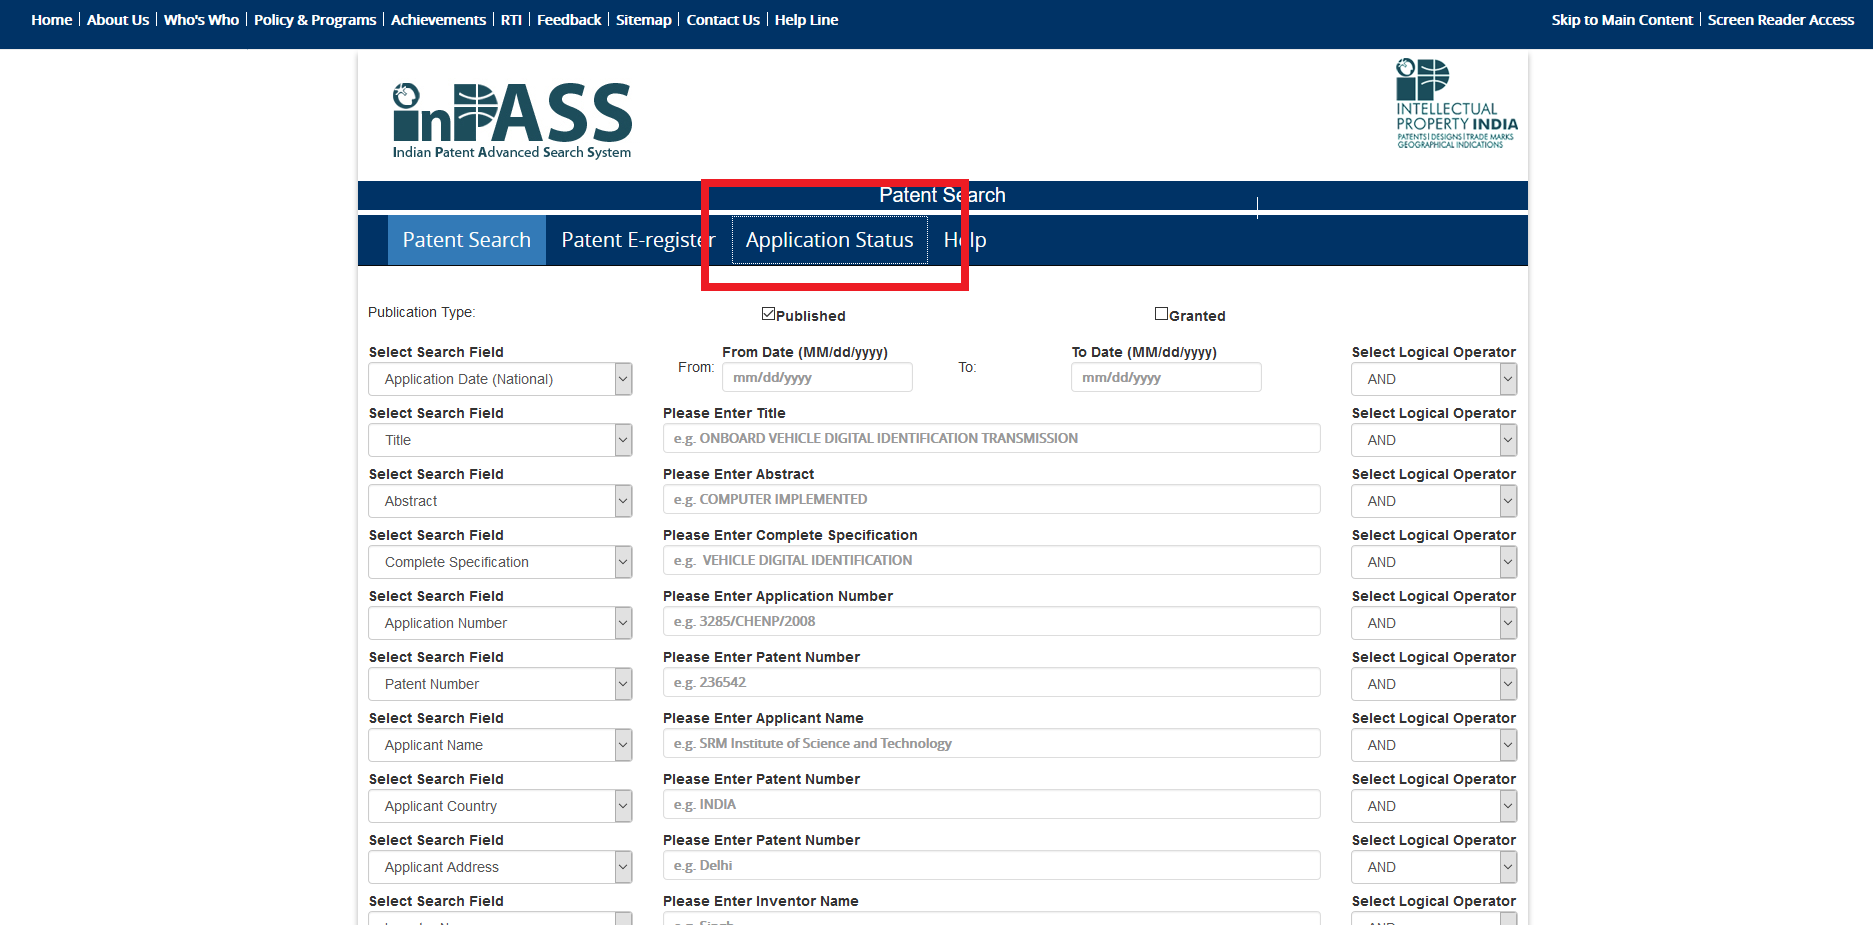 Home About Us Who's Who Policy & Programs Achievements RTI Feedback Sitemap Contact Us Help Line Skip to Main Content Screen Reader Access
inPASS
Indian Patent Advanced Search System
INTELLECTUAL
PROPERTY INDIA
PATENTS | DESIGNS | TRADE MARKS
GEOGRAPHICAL INDICATIONS
Patent Search
Patent Search Patent E-register Application Status Help
Publication Type: Published Granted
Select Search Field From Date (MM/dd/yyyy) To Date (MM/dd/yyyy) Select Logical Operator
Application Date (National) From: mm/dd/yyyy To: mm/dd/yyyy AND
Select Search Field Please Enter Title Select Logical Operator
Title e.g. ONBOARD VEHICLE DIGITAL IDENTIFICATION TRANSMISSION AND
Select Search Field Please Enter Abstract Select Logical Operator
Abstract e.g. COMPUTER IMPLEMENTED AND
Select Search Field Please Enter Complete Specification Select Logical Operator
Complete Specification e.g. VEHICLE DIGITAL IDENTIFICATION AND
Select Search Field Please Enter Application Number Select Logical Operator
Application Number e.g. 3285/CHENP/2008 AND
Select Search Field Please Enter Patent Number Select Logical Operator
Patent Number e.g. 236542 AND
Select Search Field Please Enter Applicant Name Select Logical Operator
Applicant Name e.g. SRM Institute of Science and Technology AND
Select Search Field Please Enter Patent Number Select Logical Operator
Applicant Country e.g. INDIA AND
Select Search Field Please Enter Patent Number Select Logical Operator
Applicant Address e.g. Delhi AND
Select Search Field Please Enter Inventor Name Select Logical Operator